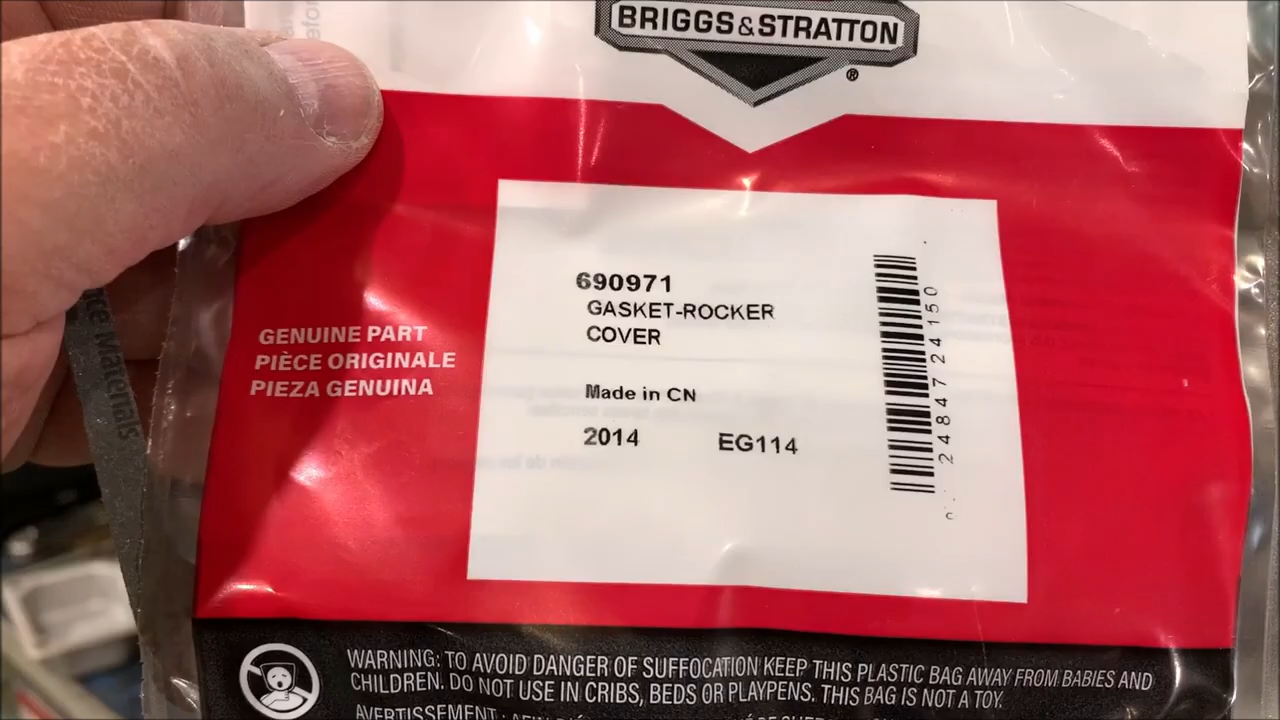 BRIGGS & STRATTON
®
690971
GASKET-ROCKER
COVER
Made in CN
2014 EG114
24847 24150
GENUINE PART
PIÈCE ORIGINALE
PIEZA GENUINA
WARNING: TO AVOID DANGER OF SUFFOCATION KEEP THIS PLASTIC BAG AWAY FROM BABIES AND
CHILDREN. DO NOT USE IN CRIBS, BEDS OR PLAYPENS. THIS BAG IS NOT A TOY.
AVERTISSEMENT :
ce Materials